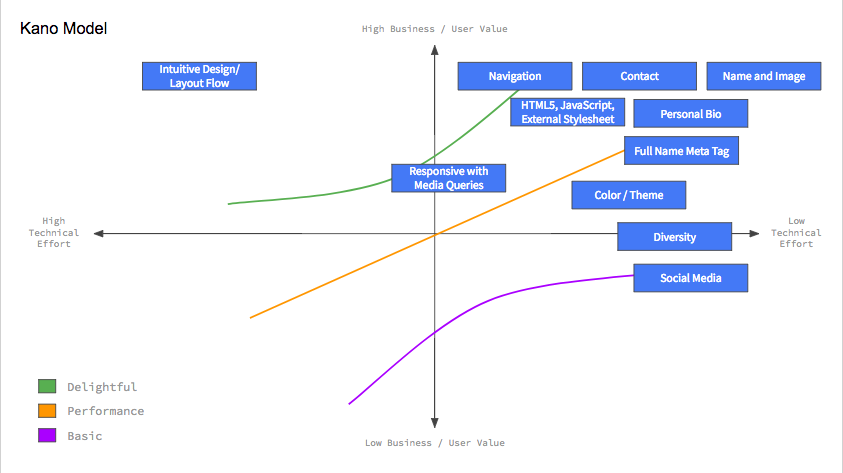 Kano Model
High Business / User Value
Intuitive Design/
Layout Flow
Navigation
Contact
Name and Image
HTML5, JavaScript,
External Stylesheet
Personal Bio
Full Name Meta Tag
Responsive with
Media Queries
Color / Theme
High
Technical
Effort
Low
Technical
Effort
Diversity
Social Media
Delightful
Performance
Basic
Low Business / User Value